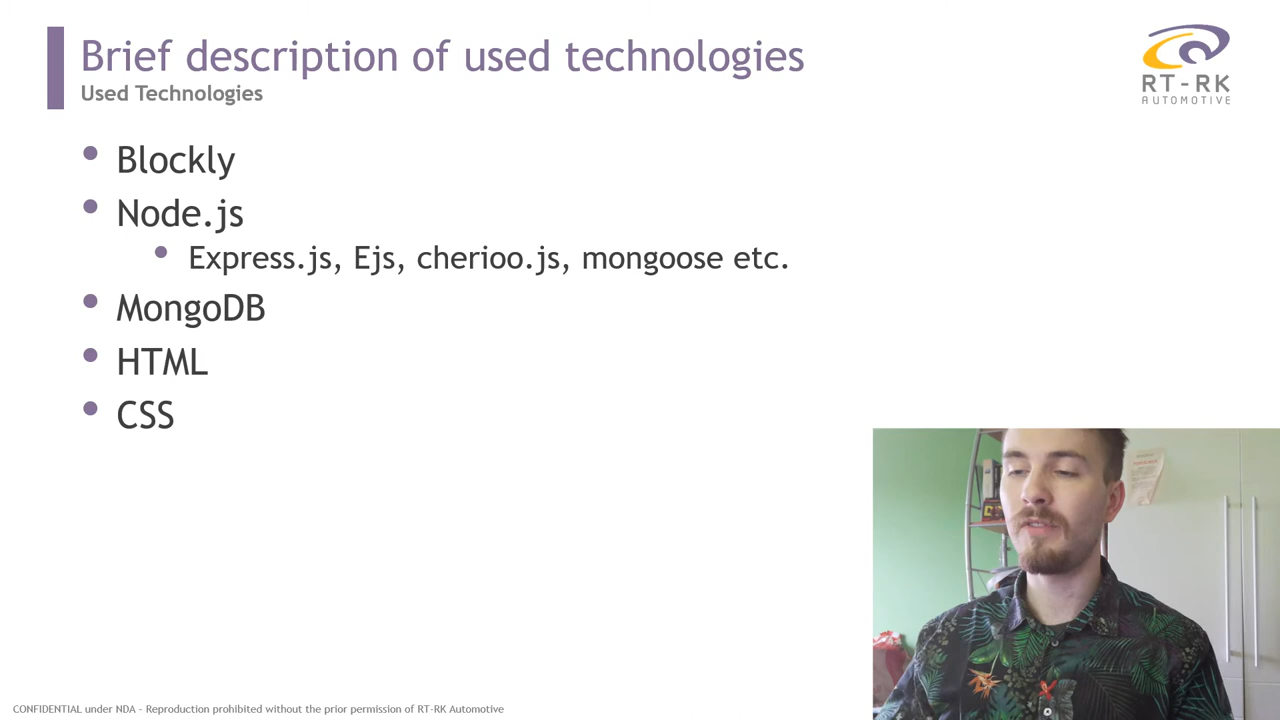 Brief description of used technologies
Used Technologies
RT-RK
AUTOMOTIVE
Blockly
Node.js
Express.js, Ejs, cherioo.js, mongoose etc.
MongoDB
HTML
CSS
CONFIDENTIAL under NDA – Reproduction prohibited without the prior permission of RT-RK Automotive